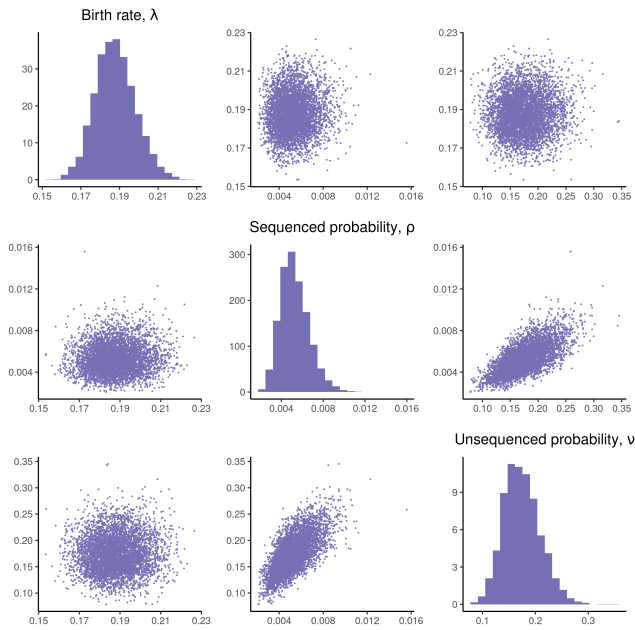 Birth rate, λ
0.23 0.23
30 0.21 0.21
20 0.19 0.19
10 0.17 0.17
0 0.15 0.15
0.15 0.17 0.19 0.21 0.23 0.004 0.008 0.012 0.016 0.10 0.15 0.20 0.25 0.30 0.35
Sequenced probability, ρ
0.016 300 0.016
0.012 200 0.012
0.008 100 0.008
0.004 0 0.004
0.15 0.17 0.19 0.21 0.23 0.004 0.008 0.012 0.016 0.10 0.15 0.20 0.25 0.30 0.35
Unsequenced probability, ν
0.35 0.35
0.30 0.30 9
0.25 0.25 6
0.20 0.20
0.15 0.15 3
0.10 0.10 0
0.15 0.17 0.19 0.21 0.23 0.004 0.008 0.012 0.016 0.1 0.2 0.3